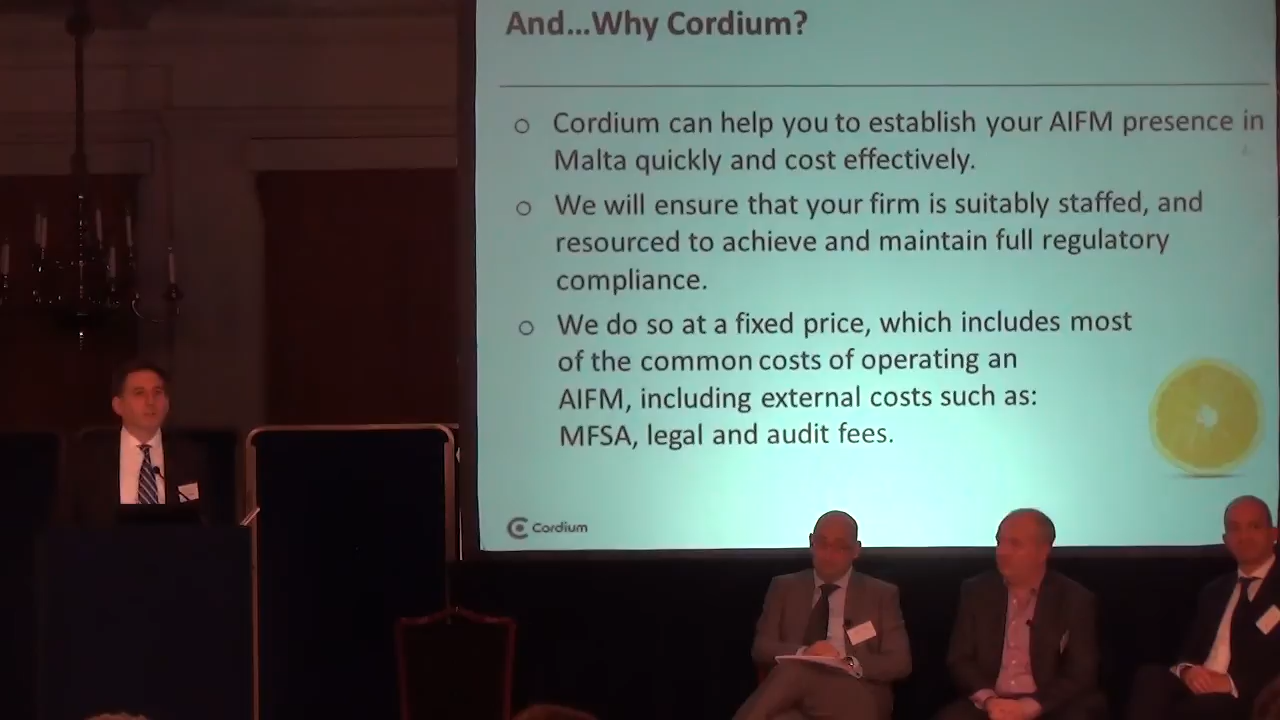 And...Why Cordium?
o Cordium can help you to establish your AIFM presence in
Malta quickly and cost effectively.
o We will ensure that your firm is suitably staffed, and
resourced to achieve and maintain full regulatory
compliance.
o We do so at a fixed price, which includes most
of the common costs of operating an
AIFM, including external costs such as:
MFSA, legal and audit fees.
Cordium